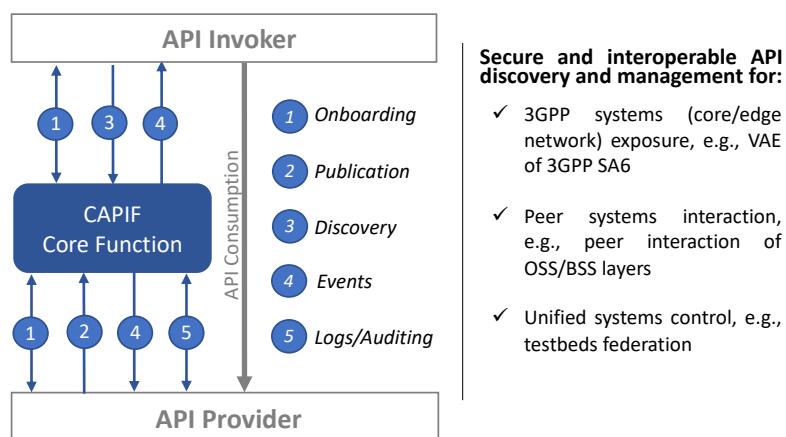 API Invoker
1
3
4
CAPIF
Core Function
1
2
4
5
API Consumption
1 Onboarding
2 Publication
3 Discovery
4 Events
5 Logs/Auditing
API Provider
Secure and interoperable API
discovery and management for:
✓ 3GPP systems (core/edge
network) exposure, e.g., VAE
of 3GPP SA6
✓ Peer systems interaction,
e.g., peer interaction of
OSS/BSS layers
✓ Unified systems control, e.g.,
testbeds federation